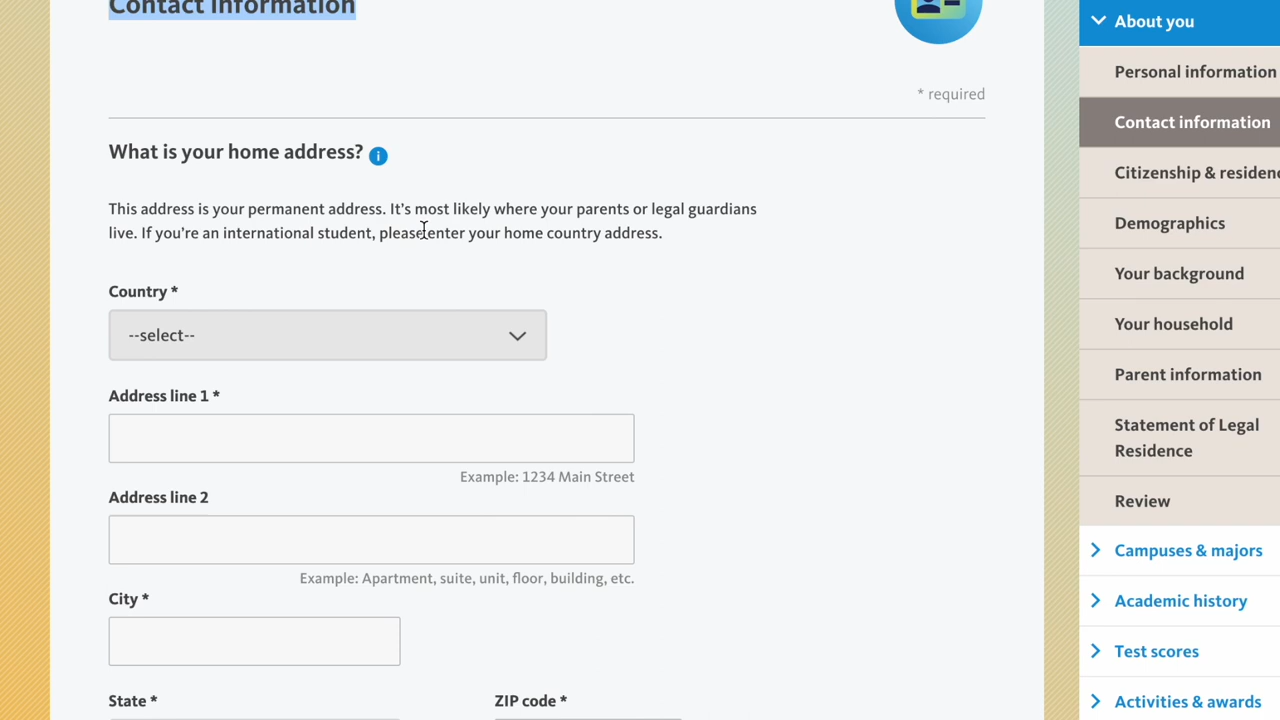 Contact information
* required
What is your home address?
This address is your permanent address. It's most likely where your parents or legal guardians
live. If you're an international student, please enter your home country address.
Country *
--select--
Address line 1 *
Example: 1234 Main Street
Address line 2
Example: Apartment, suite, unit, floor, building, etc.
City *
State *
ZIP code *
About you
Personal information
Contact information
Citizenship & residenc
Demographics
Your background
Your household
Parent information
Statement of Legal
Residence
Review
Campuses & majors
Academic history
Test scores
Activities & awards